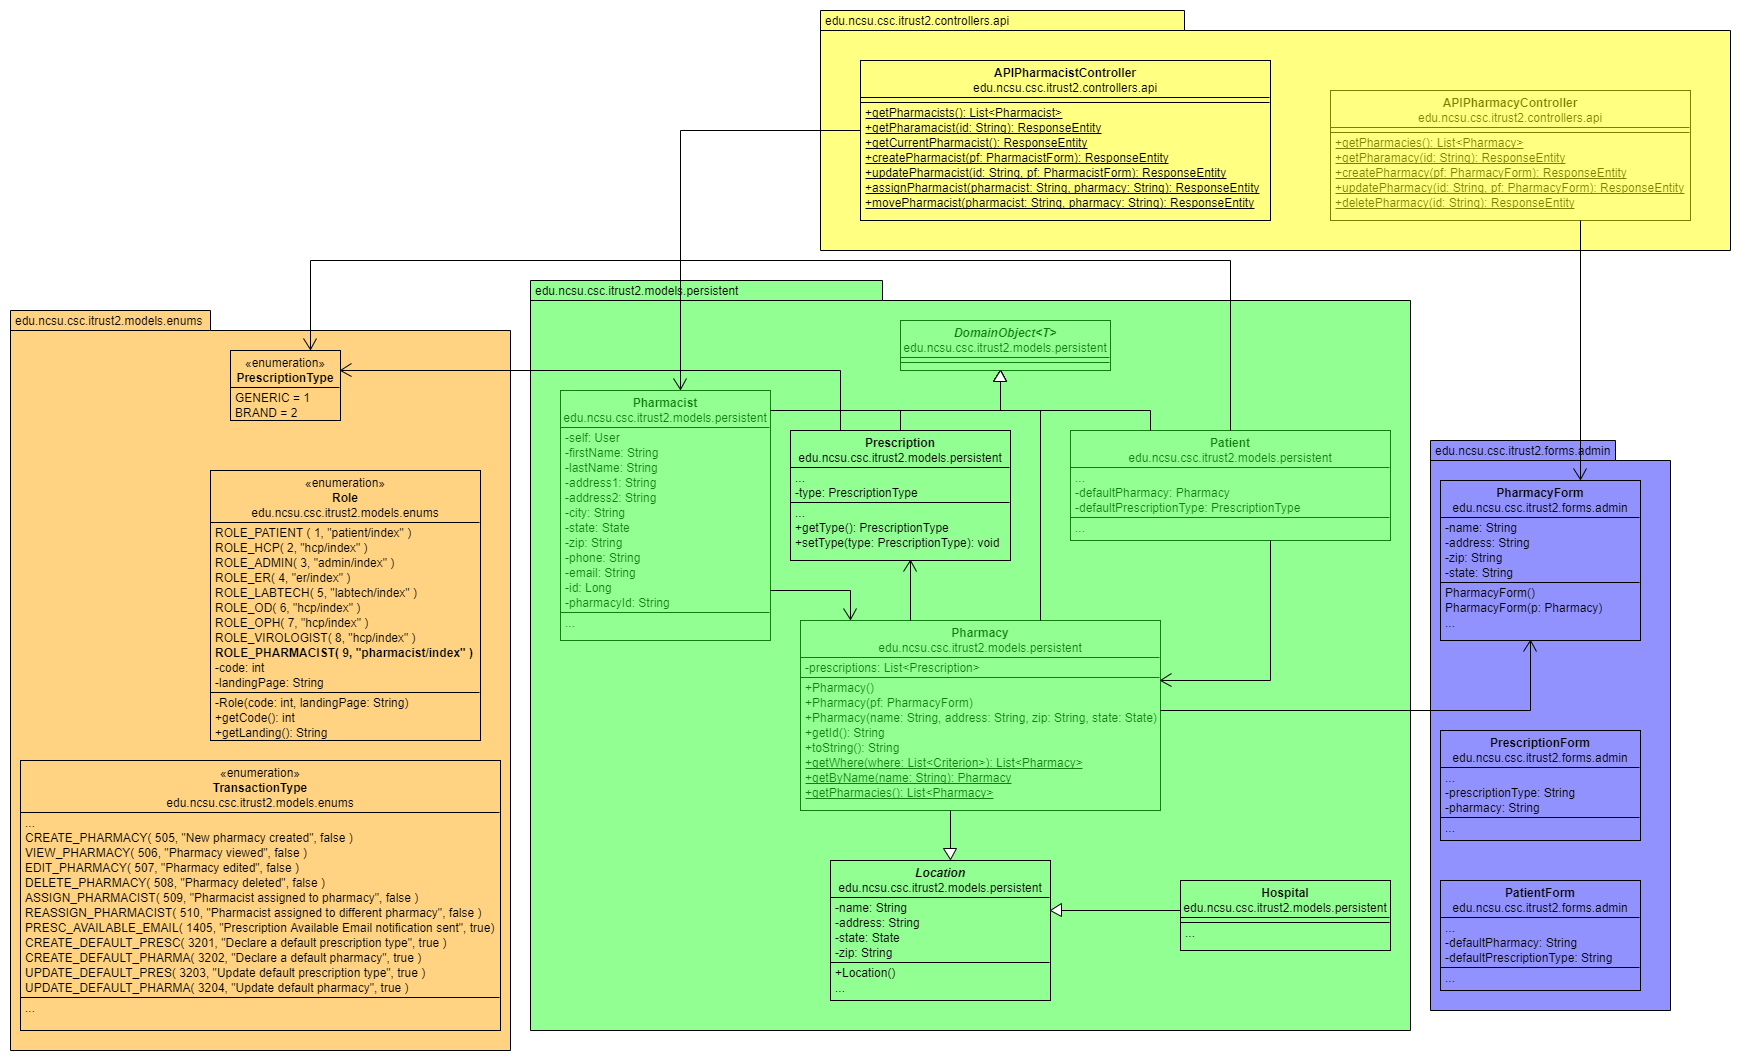 edu.ncsu.csc.itrust2.controllers.api
APIPharmacistController
edu.ncsu.csc.itrust2.controllers.api
+getPharmacists(): List<Pharmacist>
+getPharamacist(id: String): ResponseEntity
+getCurrentPharmacist(): ResponseEntity
+createPharmacist(pf: PharmacistForm): ResponseEntity
+updatePharmacist(id: String, pf: PharmacistForm): ResponseEntity
+assignPharmacist(pharmacist: String, pharmacy: String): ResponseEntity
+movePharmacist(pharmacist: String, pharmacy: String): ResponseEntity
APIPharmacyController
edu.ncsu.csc.itrust2.controllers.api
+getPharmacies(): List<Pharmacy>
+getPharamacy(id: String): ResponseEntity
+createPharmacy(pf: PharmacyForm): ResponseEntity
+updatePharmacy(id: String, pf: PharmacyForm): ResponseEntity
+deletePharmacy(id: String): ResponseEntity
edu.ncsu.csc.itrust2.models.enums
«enumeration»
PrescriptionType
GENERIC = 1
BRAND = 2
«enumeration»
Role
edu.ncsu.csc.itrust2.models.enums
ROLE_PATIENT ( 1, "patient/index" )
ROLE_HCP( 2, "hcp/index" )
ROLE_ADMIN( 3, "admin/index" )
ROLE_ER( 4, "er/index" )
ROLE_LABTECH( 5, "labtech/index" )
ROLE_OD( 6, "hcp/index" )
ROLE_OPH( 7, "hcp/index" )
ROLE_VIROLOGIST( 8, "hcp/index" )
ROLE_PHARMACIST( 9, "pharmacist/index" )
-code: int
-landingPage: String
-Role(code: int, landingPage: String)
+getCode(): int
+getLanding(): String
«enumeration»
TransactionType
edu.ncsu.csc.itrust2.models.enums
...
CREATE_PHARMACY( 505, "New pharmacy created", false )
VIEW_PHARMACY( 506, "Pharmacy viewed", false )
EDIT_PHARMACY( 507, "Pharmacy edited", false )
DELETE_PHARMACY( 508, "Pharmacy deleted", false )
ASSIGN_PHARMACIST( 509, "Pharmacist assigned to pharmacy", false )
REASSIGN_PHARMACIST( 510, "Pharmacist assigned to different pharmacy", false )
PRESC_AVAILABLE_EMAIL( 1405, "Prescription Available Email notification sent", true)
CREATE_DEFAULT_PRESC( 3201, "Declare a default prescription type", true )
CREATE_DEFAULT_PHARMA( 3202, "Declare a default pharmacy", true )
UPDATE_DEFAULT_PRES( 3203, "Update default prescription type", true )
UPDATE_DEFAULT_PHARMA( 3204, "Update default pharmacy", true )
...
edu.ncsu.csc.itrust2.models.persistent
DomainObject<T>
edu.ncsu.csc.itrust2.models.persistent
Pharmacist
edu.ncsu.csc.itrust2.models.persistent
-self: User
-firstName: String
-lastName: String
-address1: String
-address2: String
-city: String
-state: State
-zip: String
-phone: String
-email: String
-id: Long
-pharmacyId: String
...
Prescription
edu.ncsu.csc.itrust2.models.persistent
...
-type: PrescriptionType
...
+getType(): PrescriptionType
+setType(type: PrescriptionType): void
Patient
edu.ncsu.csc.itrust2.models.persistent
...
-defaultPharmacy: Pharmacy
-defaultPrescriptionType: PrescriptionType
...
Pharmacy
edu.ncsu.csc.itrust2.models.persistent
-prescriptions: List<Prescription>
+Pharmacy()
+Pharmacy(pf: PharmacyForm)
+Pharmacy(name: String, address: String, zip: String, state: State)
+getId(): String
+toString(): String
+getWhere(where: List<Criterion>): List<Pharmacy>
+getByName(name: String): Pharmacy
+getPharmacies(): List<Pharmacy>
Location
edu.ncsu.csc.itrust2.models.persistent
-name: String
-address: String
-state: State
-zip: String
+Location()
...
Hospital
edu.ncsu.csc.itrust2.models.persistent
...
edu.ncsu.csc.itrust2.forms.admin
PharmacyForm
edu.ncsu.csc.itrust2.forms.admin
-name: String
-address: String
-zip: String
-state: String
PharmacyForm()
PharmacyForm(p: Pharmacy)
...
PrescriptionForm
edu.ncsu.csc.itrust2.forms.admin
...
-prescriptionType: String
-pharmacy: String
...
PatientForm
edu.ncsu.csc.itrust2.forms.admin
...
-defaultPharmacy: String
-defaultPrescriptionType: String
...